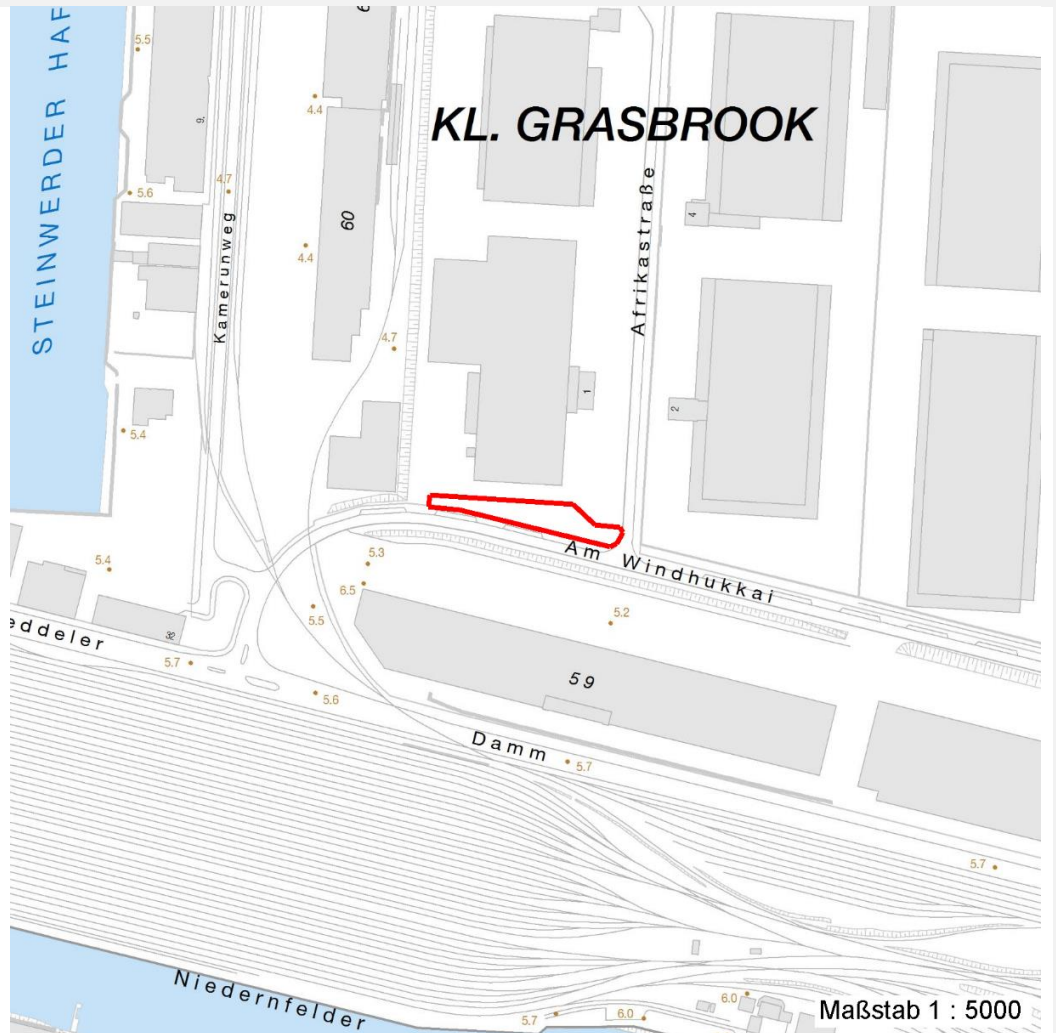 STEINWERDER HAF
5.5
4.4
KL. GRASBROOK
9.
4.7
5.6
Kamerunweg
60
4.4
4.7
Afrikastraße
4
1
2
5.4
5.4
5.3
6.5
5.5
Am Windhukkai
5.2
eddeler
5.7
5.6
59
Damm
5.7
5.7
Niedernfelder
6.0
5.7
6.0
Maßstab 1 : 5000